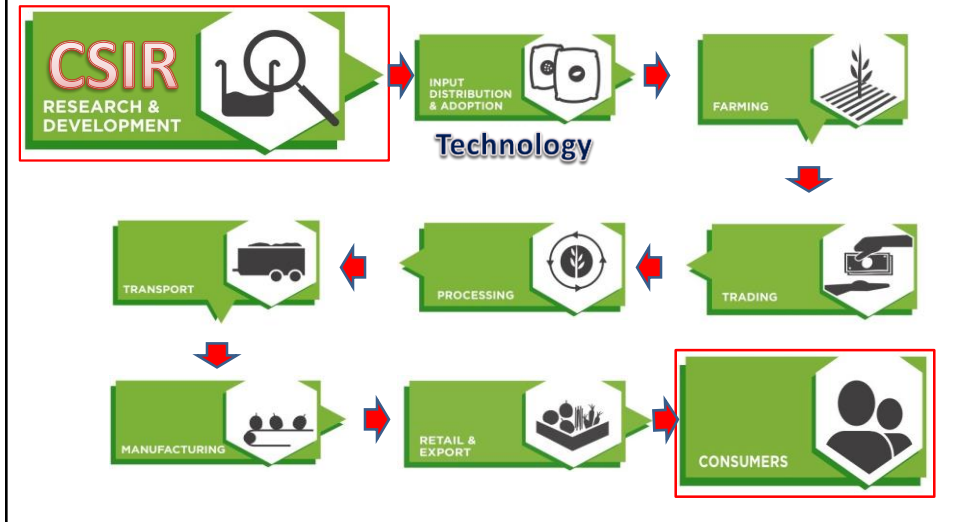 CSIR
RESEARCH &
DEVELOPMENT
INPUT
DISTRIBUTION
& ADOPTION
Technology
FARMING
TRADING
PROCESSING
TRANSPORT
MANUFACTURING
RETAIL &
EXPORT
CONSUMERS